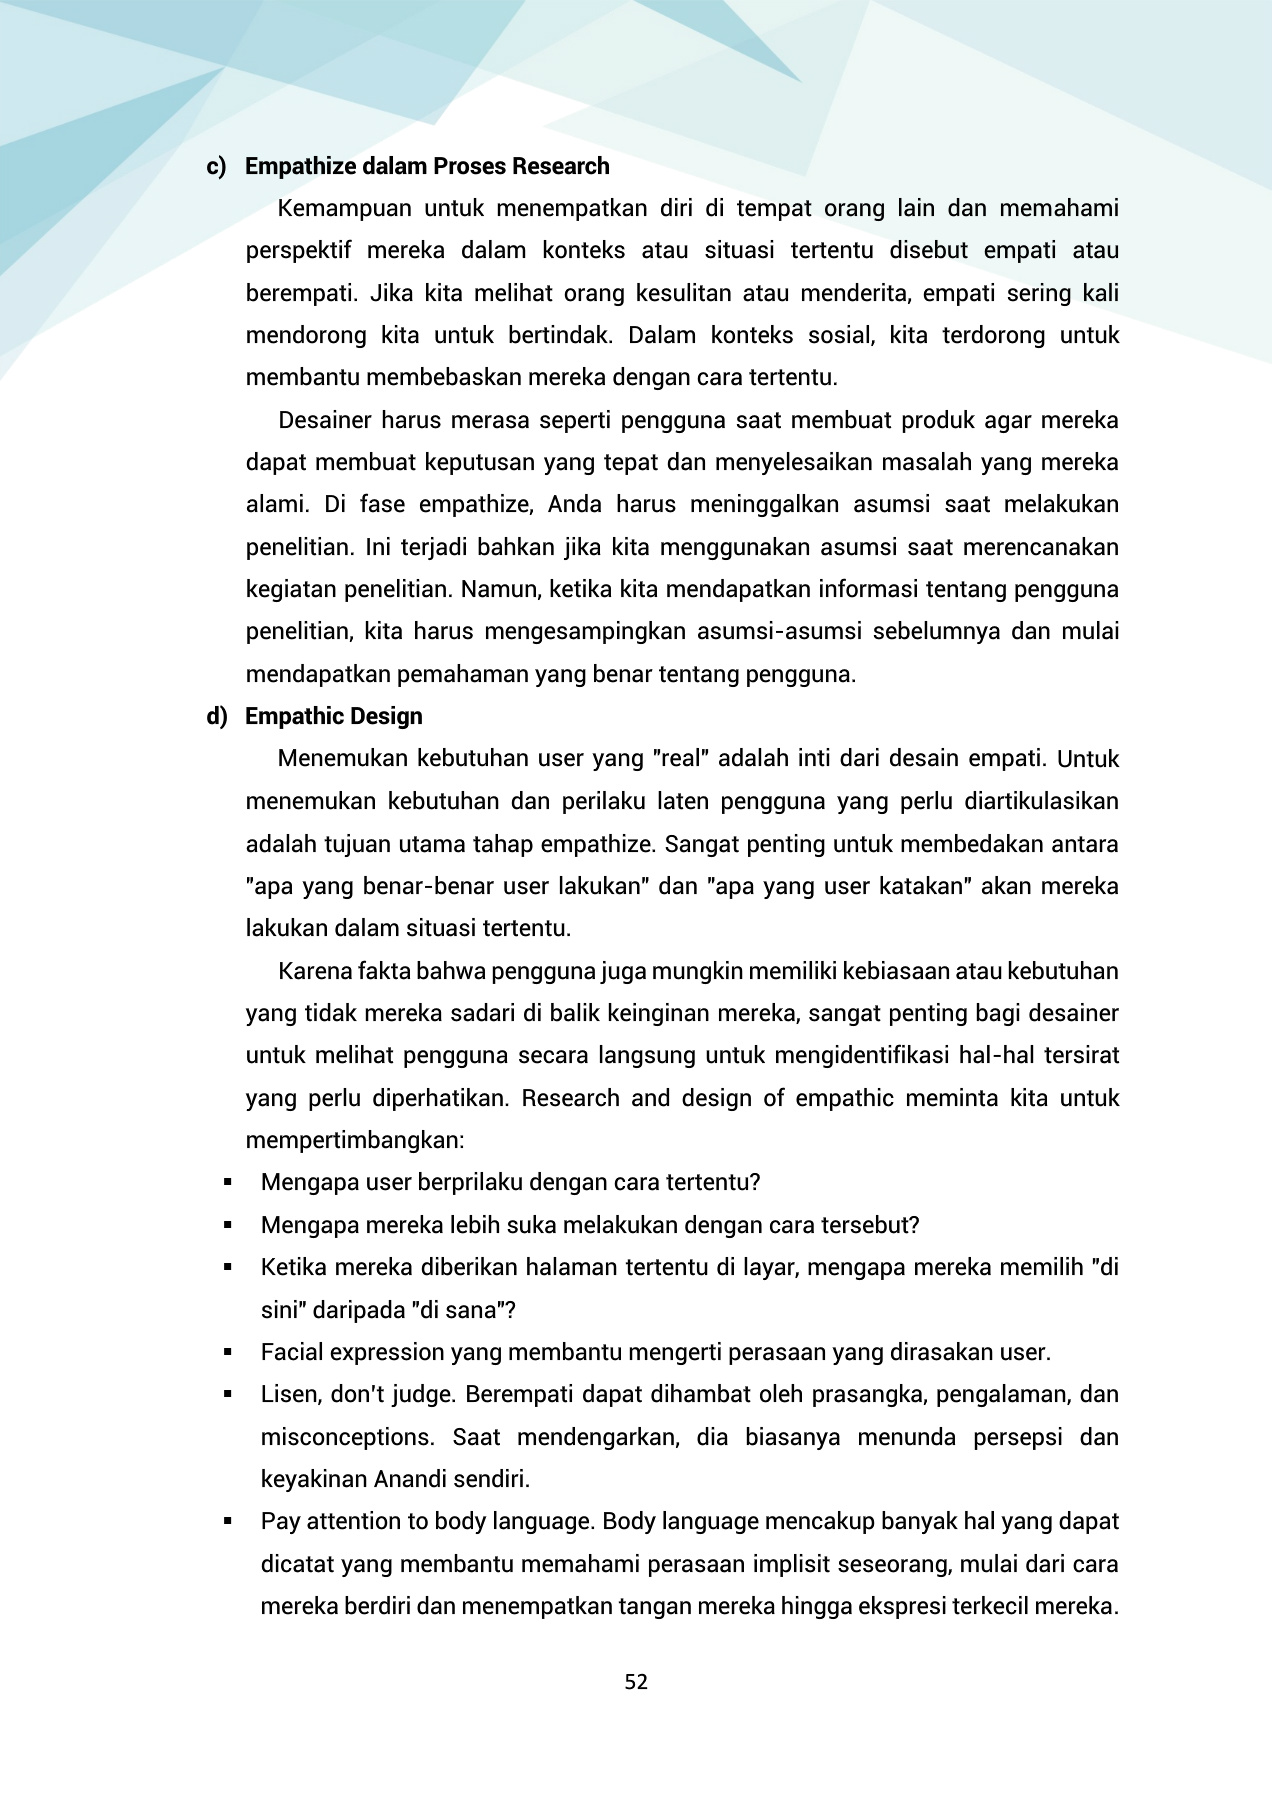 c) Empathize dalam Proses Research
Kemampuan untuk menempatkan diri di tempat orang lain dan memahami
perspektif mereka dalam konteks atau situasi tertentu disebut empati atau
berempati. Jika kita melihat orang kesulitan atau menderita, empati sering kali
mendorong kita untuk bertindak. Dalam konteks sosial, kita terdorong untuk
membantu membebaskan mereka dengan cara tertentu.
Desainer harus merasa seperti pengguna saat membuat produk agar mereka
dapat membuat keputusan yang tepat dan menyelesaikan masalah yang mereka
alami. Di fase empathize, Anda harus meninggalkan asumsi saat melakukan
penelitian. Ini terjadi bahkan jika kita menggunakan asumsi saat merencanakan
kegiatan penelitian. Namun, ketika kita mendapatkan informasi tentang pengguna
penelitian, kita harus mengesampingkan asumsi-asumsi sebelumnya dan mulai
mendapatkan pemahaman yang benar tentang pengguna.
d) Empathic Design
Menemukan kebutuhan user yang "real" adalah inti dari desain empati. Untuk
menemukan kebutuhan dan perilaku laten pengguna yang perlu diartikulasikan
adalah tujuan utama tahap empathize. Sangat penting untuk membedakan antara
"apa yang benar-benar user lakukan" dan "apa yang user katakan" akan mereka
lakukan dalam situasi tertentu.
Karena fakta bahwa pengguna juga mungkin memiliki kebiasaan atau kebutuhan
yang tidak mereka sadari di balik keinginan mereka, sangat penting bagi desainer
untuk melihat pengguna secara langsung untuk mengidentifikasi hal-hal tersirat
yang perlu diperhatikan. Research and design of empathic meminta kita untuk
mempertimbangkan:
▪ Mengapa user berprilaku dengan cara tertentu?
▪ Mengapa mereka lebih suka melakukan dengan cara tersebut?
▪ Ketika mereka diberikan halaman tertentu di layar, mengapa mereka memilih "di
sini" daripada "di sana"?
▪ Facial expression yang membantu mengerti perasaan yang dirasakan user.
▪ Lisen, don't judge. Berempati dapat dihambat oleh prasangka, pengalaman, dan
misconceptions. Saat mendengarkan, dia biasanya menunda persepsi dan
keyakinan Anandi sendiri.
▪ Pay attention to body language. Body language mencakup banyak hal yang dapat
dicatat yang membantu memahami perasaan implisit seseorang, mulai dari cara
mereka berdiri dan menempatkan tangan mereka hingga ekspresi terkecil mereka.
52